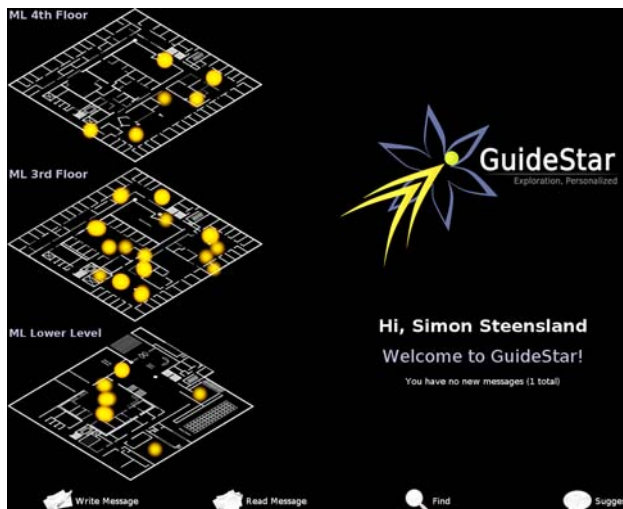 ML 4th Floor
ML 3rd Floor
ML Lower Level
GuideStar
Exploration, Personalized
Hi, Simon Steensland
Welcome to GuideStar!
You have no new messages (1 total)
Write Message
Read Message
Find
Sugge